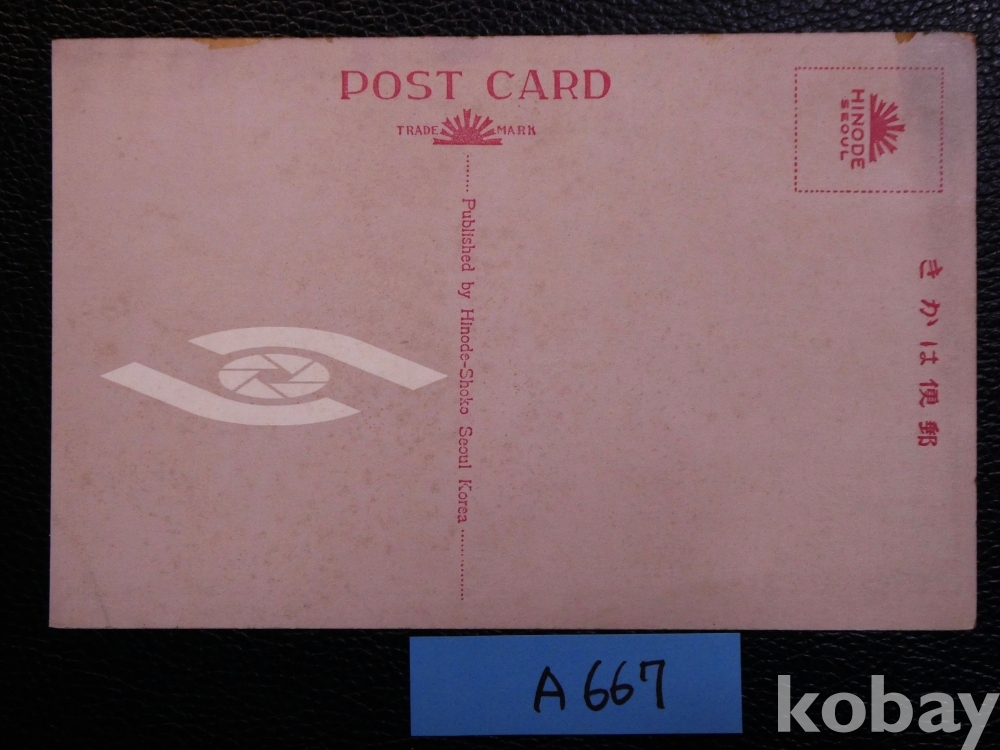 POST CARD
TRADE MARK
HINODE
SEOUL
Published by Hinode-Shoko Seoul Korea
きかは便郵
A667
kobay